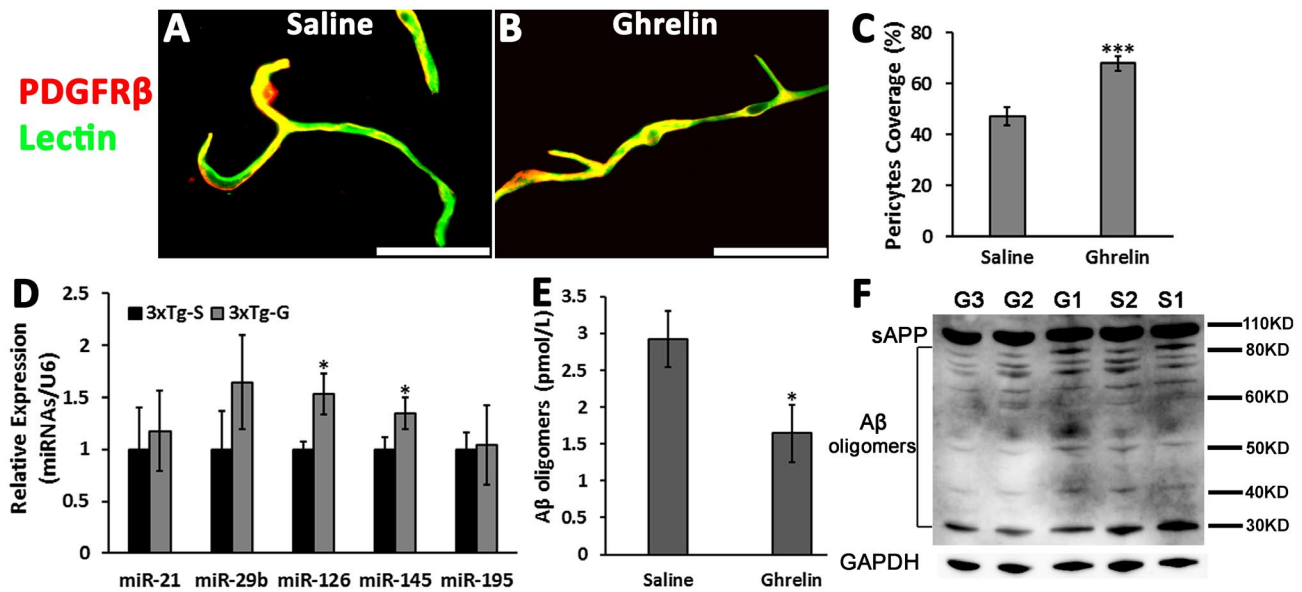 A Saline
B Ghrelin
PDGFRβ
Lectin
C
Pericytes Coverage (%)
80
60
40
20
0
Saline Ghrelin
***
D
Relative Expression
(miRNAs/U6)
2.5
2
1.5
1
0.5
0
3xTg-S 3xTg-G
* *
miR-21 miR-29b miR-126 miR-145 miR-195
E
Aβ oligomers (pmol/L)
3.5
3
2.5
2
1.5
1
0.5
0
*
Saline Ghrelin
F
G3 G2 G1 S2 S1
sAPP
Aβ
oligomers
GAPDH
110KD
80KD
60KD
50KD
40KD
30KD